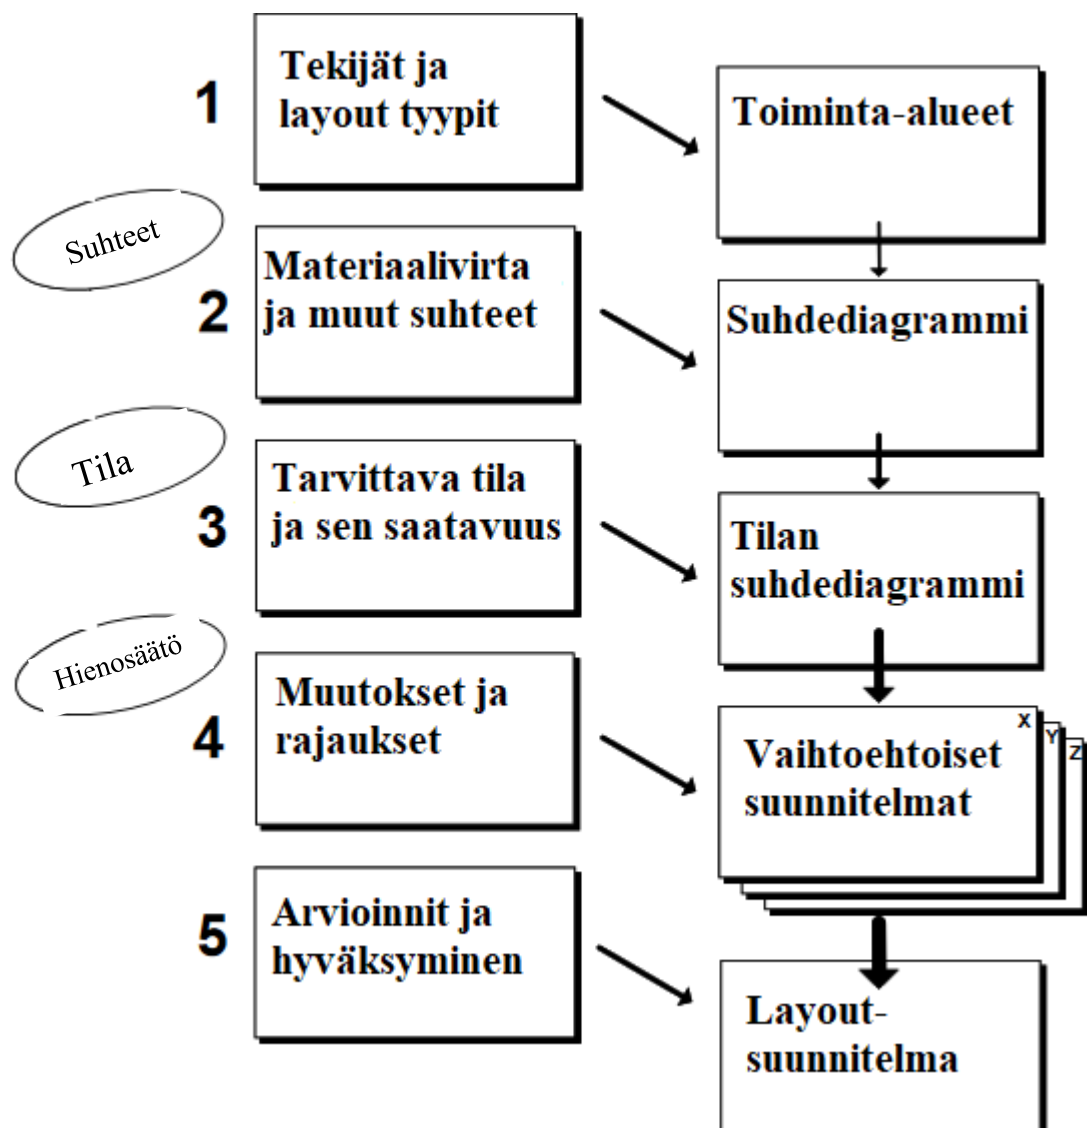 1
Tekijät ja
layout tyypit
Toiminta-alueet
Suhteet
2
Materiaalivirta
ja muut suhteet
Suhdediagrammi
Tila
3
Tarvittava tila
ja sen saatavuus
Tilan
suhdediagrammi
Hienosäätö
4
Muutokset ja
rajaukset
X
Y
Z
Vaihtoehtoiset
suunnitelmat
5
Arvioinnit ja
hyväksyminen
Layout-
suunnitelma